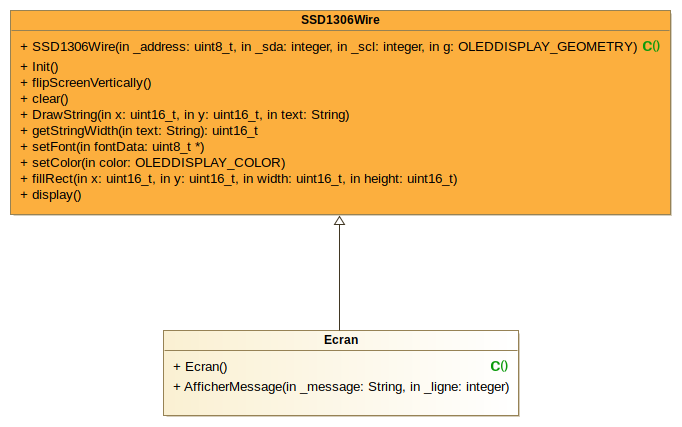 SSD1306Wire
+ SSD1306Wire(in _address: uint8_t, in _sda: integer, in _scl: integer, in g: OLEDDISPLAY_GEOMETRY) C()
+ Init()
+ flipScreenVertically()
+ clear()
+ DrawString(in x: uint16_t, in y: uint16_t, in text: String)
+ getStringWidth(in text: String): uint16_t
+ setFont(in fontData: uint8_t *)
+ setColor(in color: OLEDDISPLAY_COLOR)
+ fillRect(in x: uint16_t, in y: uint16_t, in width: uint16_t, in height: uint16_t)
+ display()
Ecran
+ Ecran() C()
+ AfficherMessage(in _message: String, in _ligne: integer)